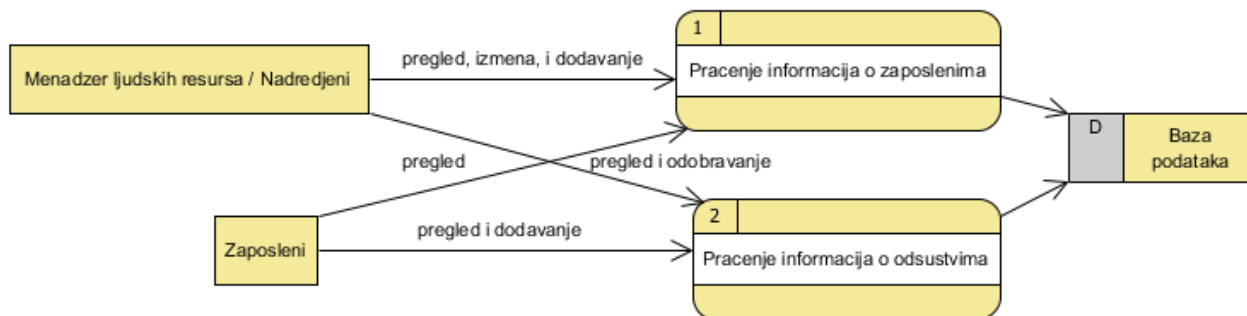 1
Menadzer ljudskih resursa / Nadredjeni
pregled, izmena, i dodavanje
Pracenje informacija o zaposlenima
D
Baza
podataka
pregled
pregled i odobravanje
2
Zaposleni
pregled i dodavanje
Pracenje informacija o odsustvima